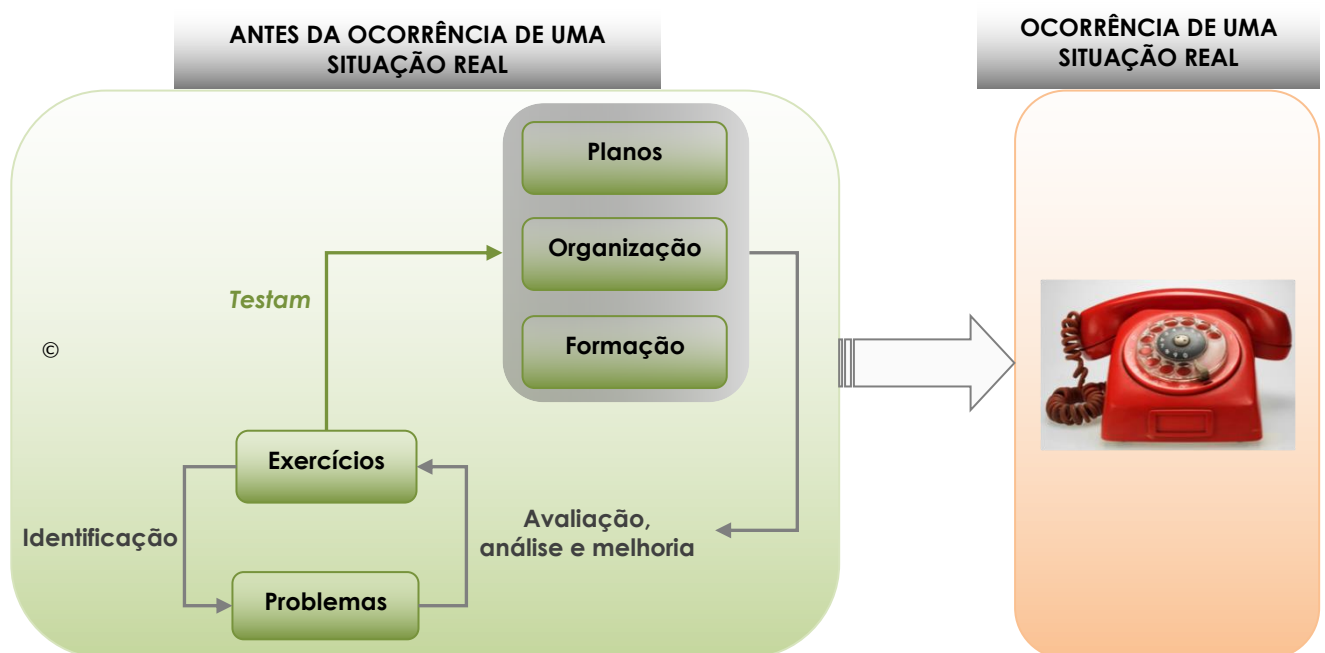 ANTES DA OCORRÊNCIA DE UMA
SITUAÇÃO REAL
OCORRÊNCIA DE UMA
SITUAÇÃO REAL
Planos
Organização
Formação
Testam
©
Exercícios
Identificação
Avaliação,
análise e melhoria
Problemas